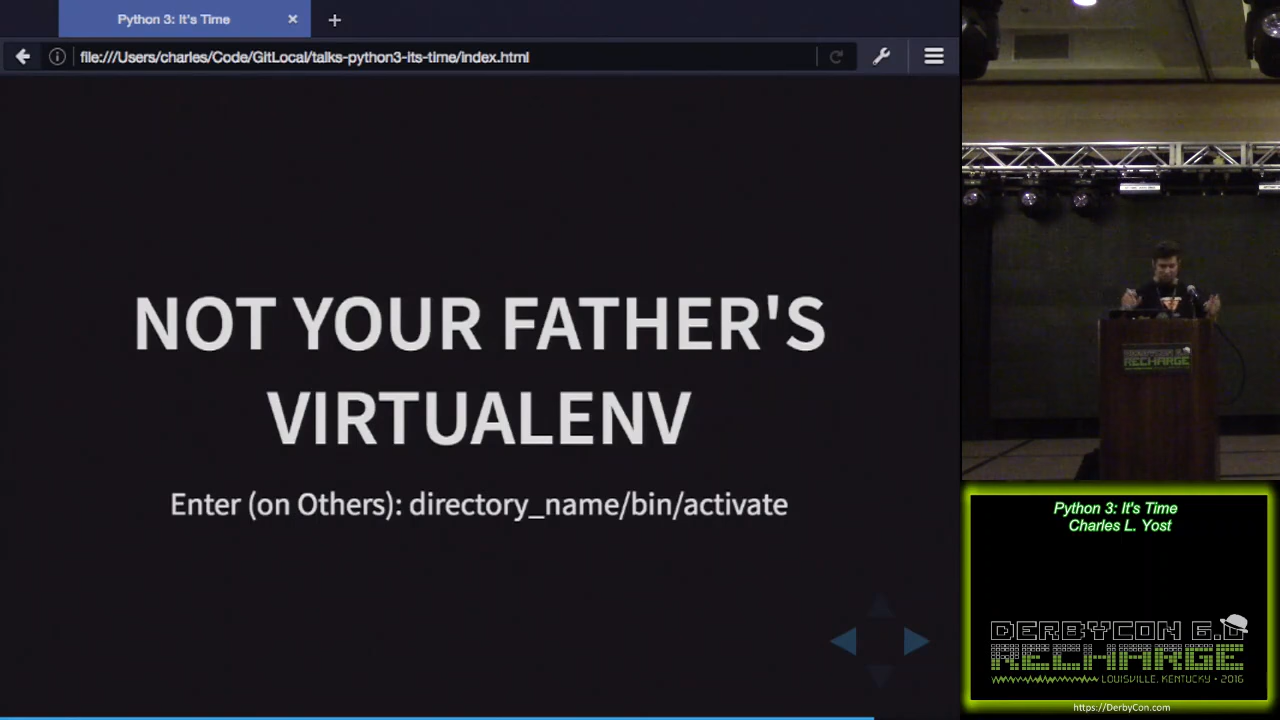 Python 3: It's Time
file:///Users/charles/Code/GitLocal/talks-python3-its-time/index.html
NOT YOUR FATHER'S
VIRTUALENV
Enter (on Others): directory_name/bin/activate
RECHARGE
Python 3: It's Time
Charles L. Yost
DERBYCON 6.0
RECHARGE
LOUISVILLE, KENTUCKY • 2016
https://DerbyCon.com